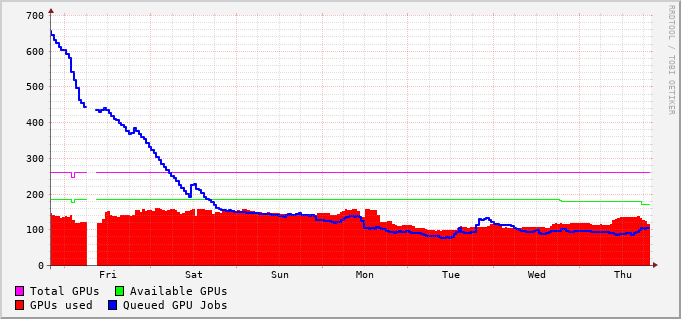 700
600
500
400
300
200
100
0
Fri Sat Sun Mon Tue Wed Thu
Total GPUs Available GPUs
GPUs used Queued GPU Jobs
RRDTOOL / TOBI OETIKER